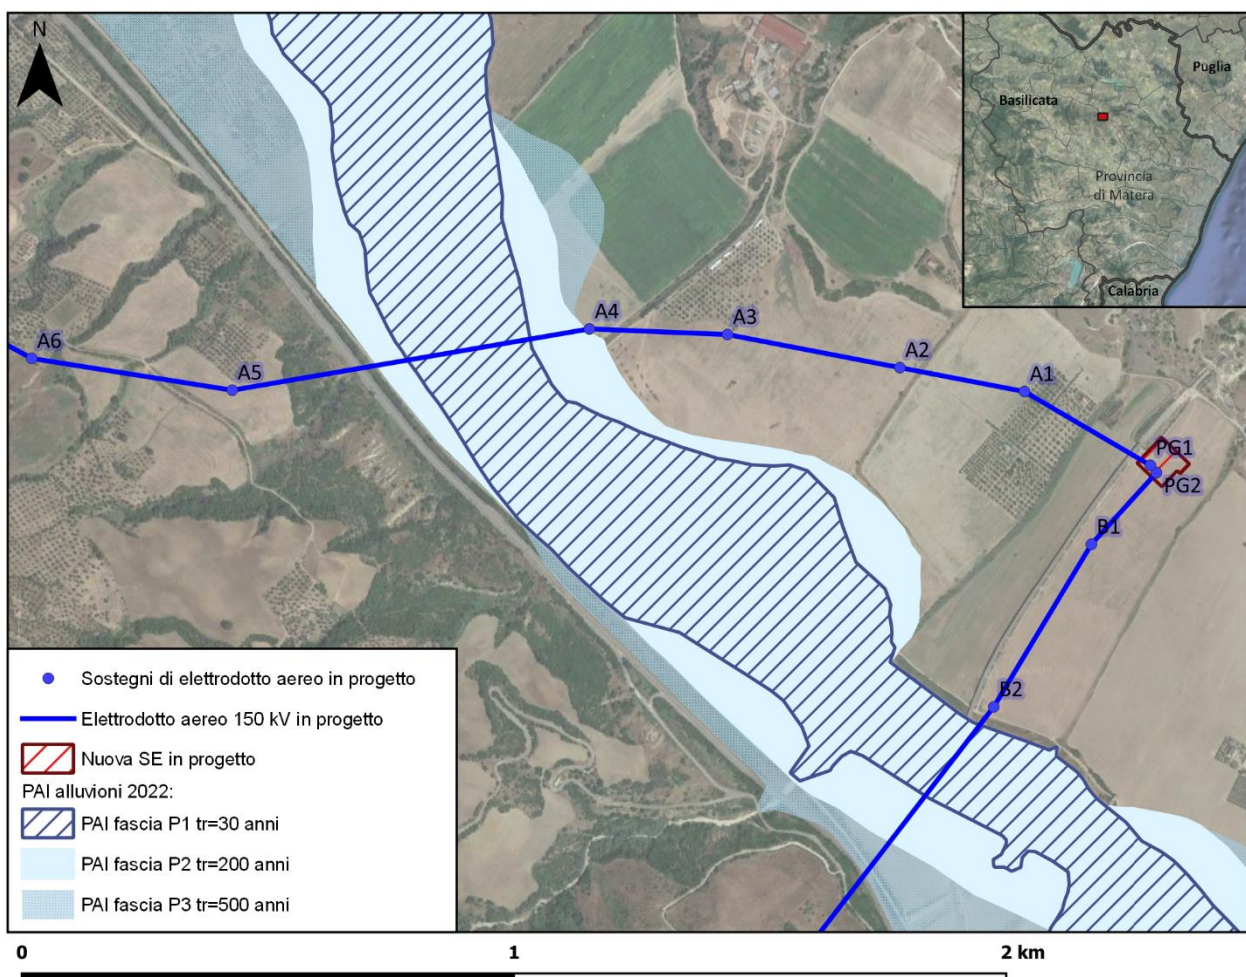 N
Puglia
Basilicata
Provincia
di Matera
Calabria
A6
A5
A4
A3
A2
A1
PG1
PG2
B1
B2
Sostegni di elettrodotto aereo in progetto
Elettrodotto aereo 150 kV in progetto
Nuova SE in progetto
PAI alluvioni 2022:
PAI fascia P1 tr=30 anni
PAI fascia P2 tr=200 anni
PAI fascia P3 tr=500 anni
0 1 2 km